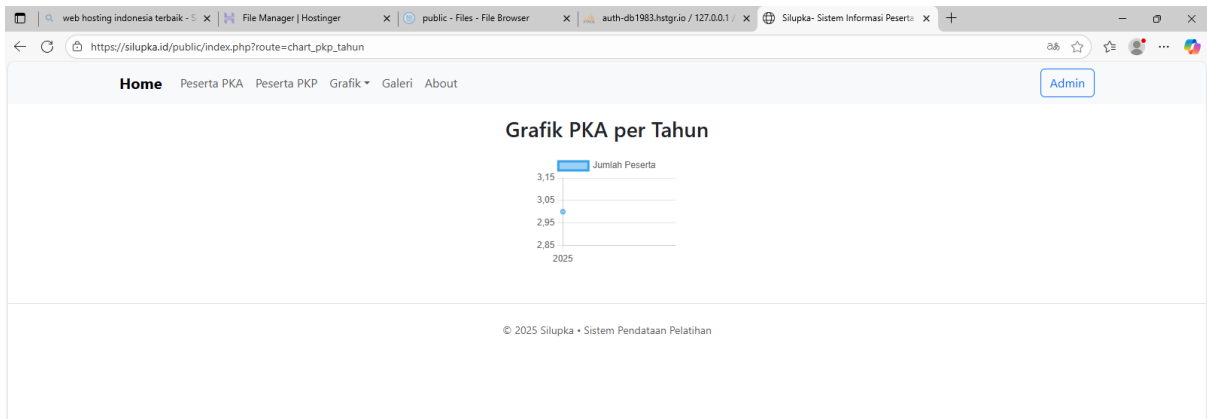 web hosting indonesia terbaik - S
File Manager | Hostinger
public - Files - File Browser
auth-db1983.hstgr.io / 127.0.0.1 /
Silupka- Sistem Informasi Peserta
https://silupka.id/public/index.php?route=chart_pkp_tahun
Home Peserta PKA Peserta PKP Grafik Galeri About Admin
Grafik PKA per Tahun
Jumlah Peserta
3,15
3,05
2,95
2,85
2025
© 2025 Silupka • Sistem Pendataan Pelatihan